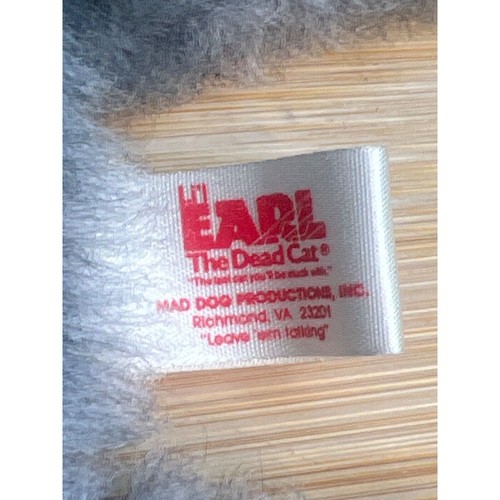 EARL
The Dead Cat®
"The last cat you'll be stuck with."
MAD DOG PRODUCTIONS, INC.
Richmond, VA 23201
"Leave 'em talking"